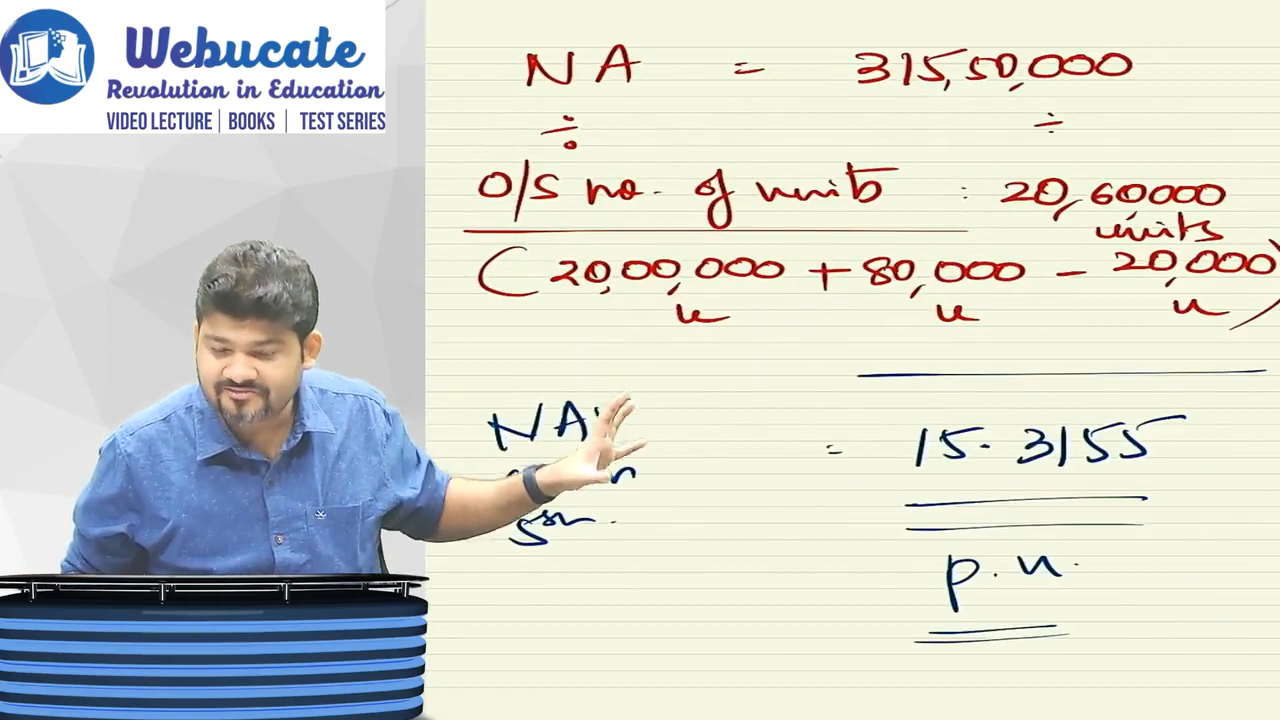 Webucate
Revolution in Education
VIDEO LECTURE | BOOKS | TEST SERIES
NA = 315,50,000
÷ ÷
O/S no. of units : 20,60000
units
(20,00,000 + 80,000 - 20,000)
u u u
= 15.3155
p.u.